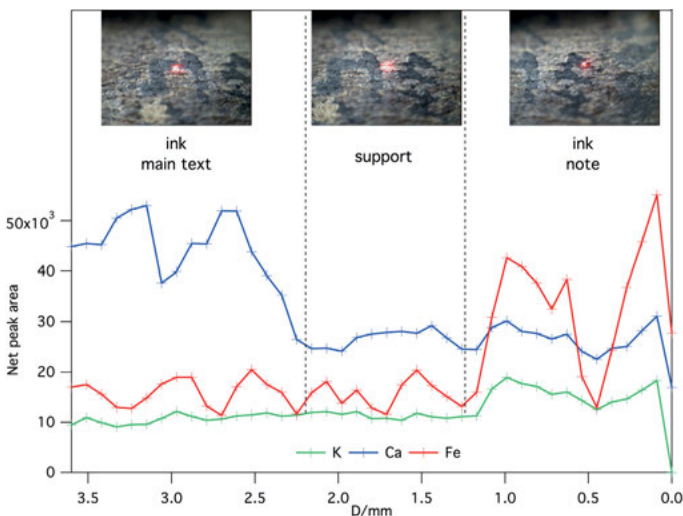 ink
main text
support
ink
note
Net peak area
50x10³
40
30
20
10
0
K Ca Fe
3.5 3.0 2.5 2.0 1.5 1.0 0.5 0.0
D/mm